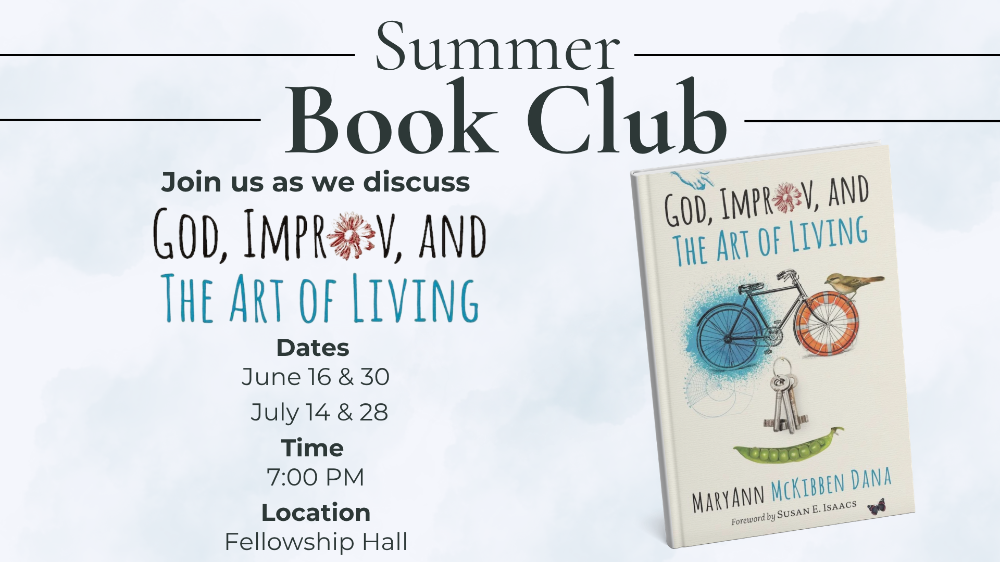 Summer
Book Club
Join us as we discuss
God, Improv, and
The Art of Living
Dates
June 16 & 30
July 14 & 28
Time
7:00 PM
Location
Fellowship Hall
God, Improv, and
The Art of Living
MaryAnn McKibben Dana
Foreword by Susan E. Isaacs